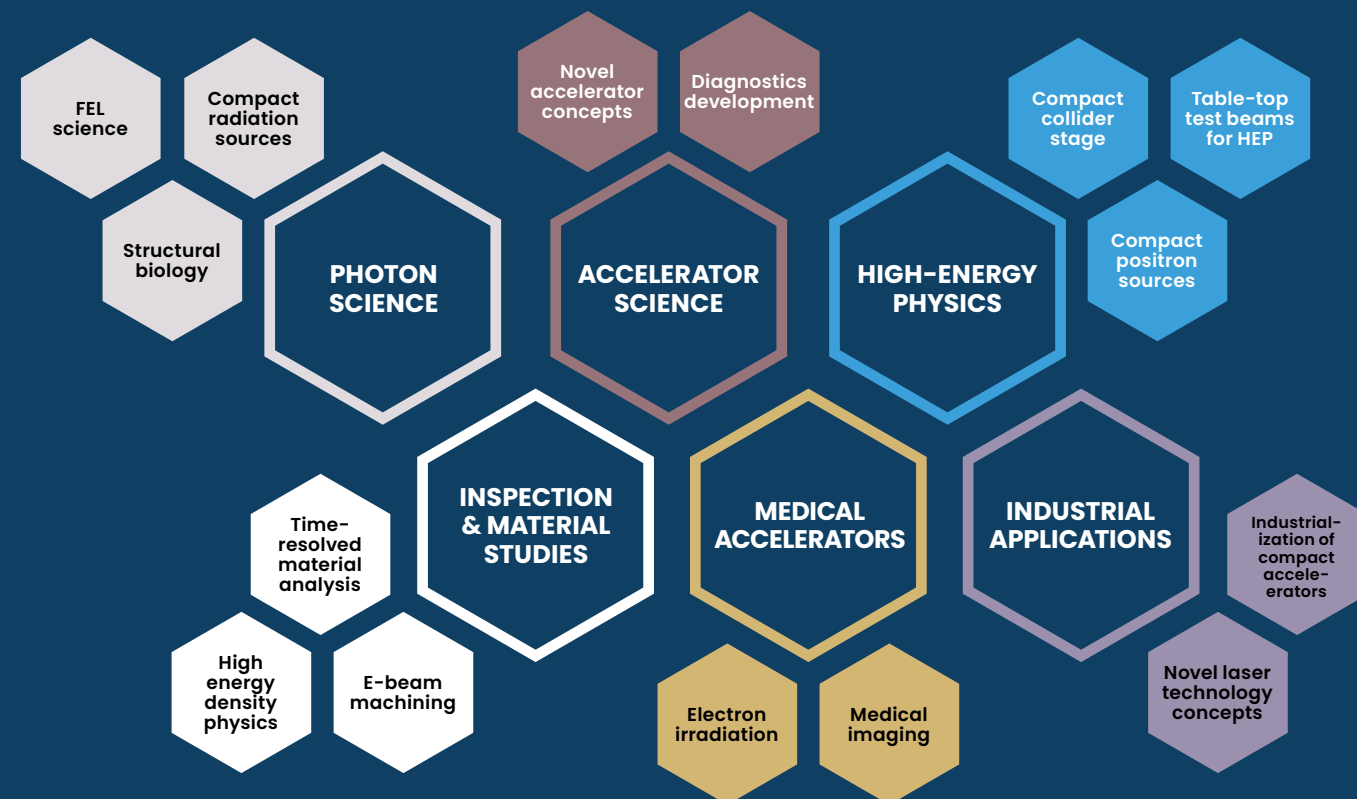 FEL
science
Compact
radiation
sources
Structural
biology
PHOTON
SCIENCE
Novel
accelerator
concepts
Diagnostics
development
ACCELERATOR
SCIENCE
Compact
collider
stage
Table-top
test beams
for HEP
Compact
positron
sources
HIGH-ENERGY
PHYSICS
INSPECTION
& MATERIAL
STUDIES
Time-
resolved
material
analysis
High
energy
density
physics
E-beam
machining
MEDICAL
ACCELERATORS
Electron
irradiation
Medical
imaging
INDUSTRIAL
APPLICATIONS
Industrial-
ization of
compact
accele-
erators
Novel laser
technology
concepts